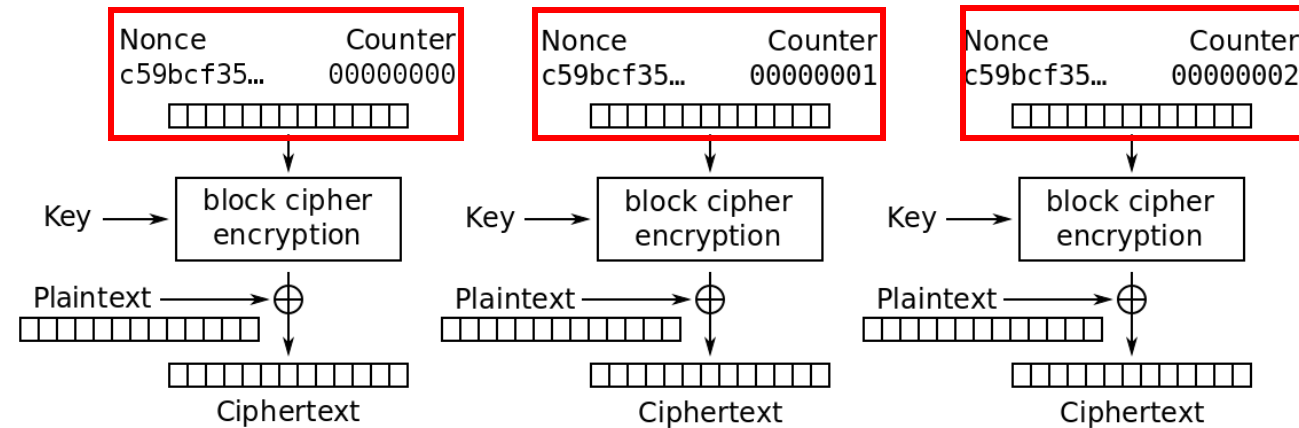 Nonce Counter Nonce Counter Nonce Counter
c59bcf35… 00000000 c59bcf35… 00000001 c59bcf35… 00000002
block cipher block cipher block cipher
Key encryption Key encryption Key encryption
Plaintext Plaintext Plaintext
Ciphertext Ciphertext Ciphertext